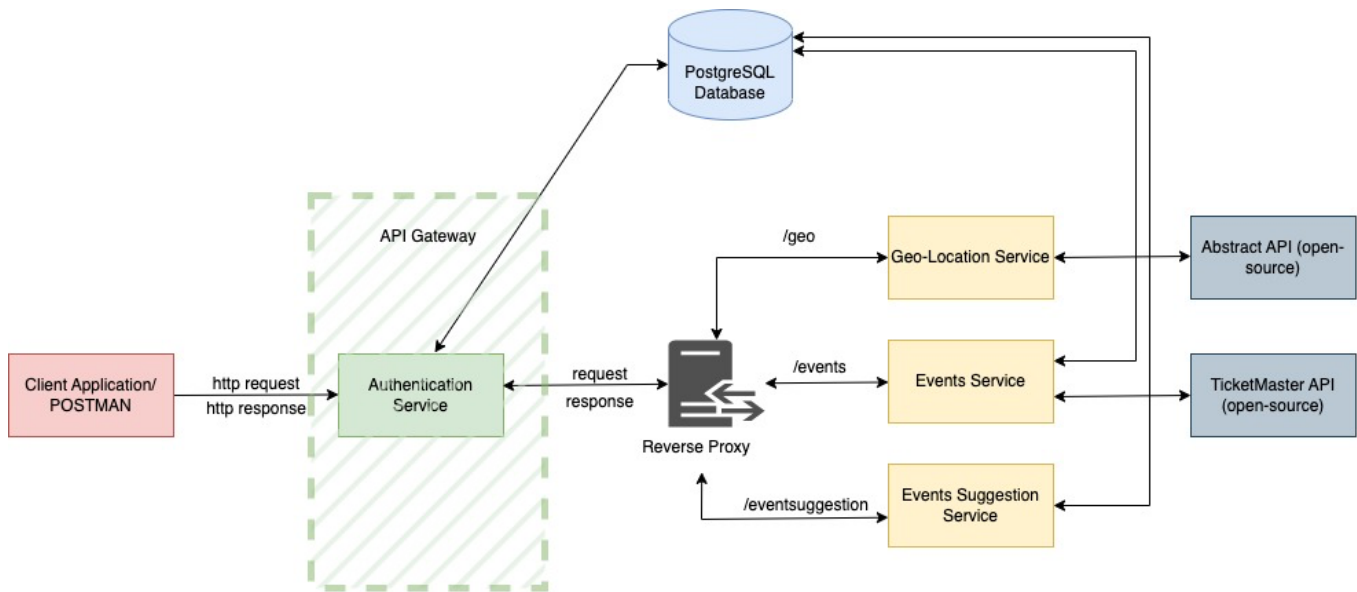 PostgreSQL
Database
API Gateway
/geo
Geo-Location Service
Abstract API (open-
source)
Client Application/
POSTMAN
http request
http response
Authentication
Service
request
response
/events
Events Service
TicketMaster API
(open-source)
Reverse Proxy
/eventsuggestion
Events Suggestion
Service